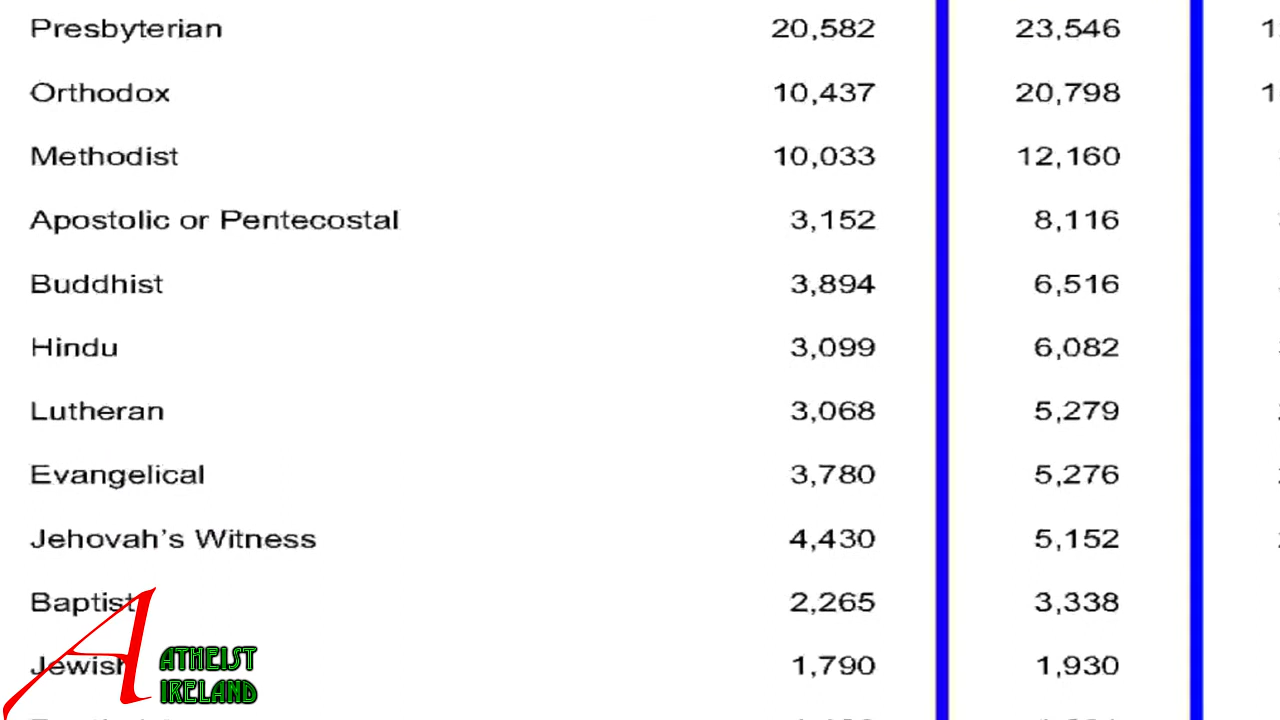 Presbyterian 20,582 23,546
Orthodox 10,437 20,798
Methodist 10,033 12,160
Apostolic or Pentecostal 3,152 8,116
Buddhist 3,894 6,516
Hindu 3,099 6,082
Lutheran 3,068 5,279
Evangelical 3,780 5,276
Jehovah's Witness 4,430 5,152
Baptist 2,265 3,338
Jewish 1,790 1,930
A ATHEIST
IRELAND